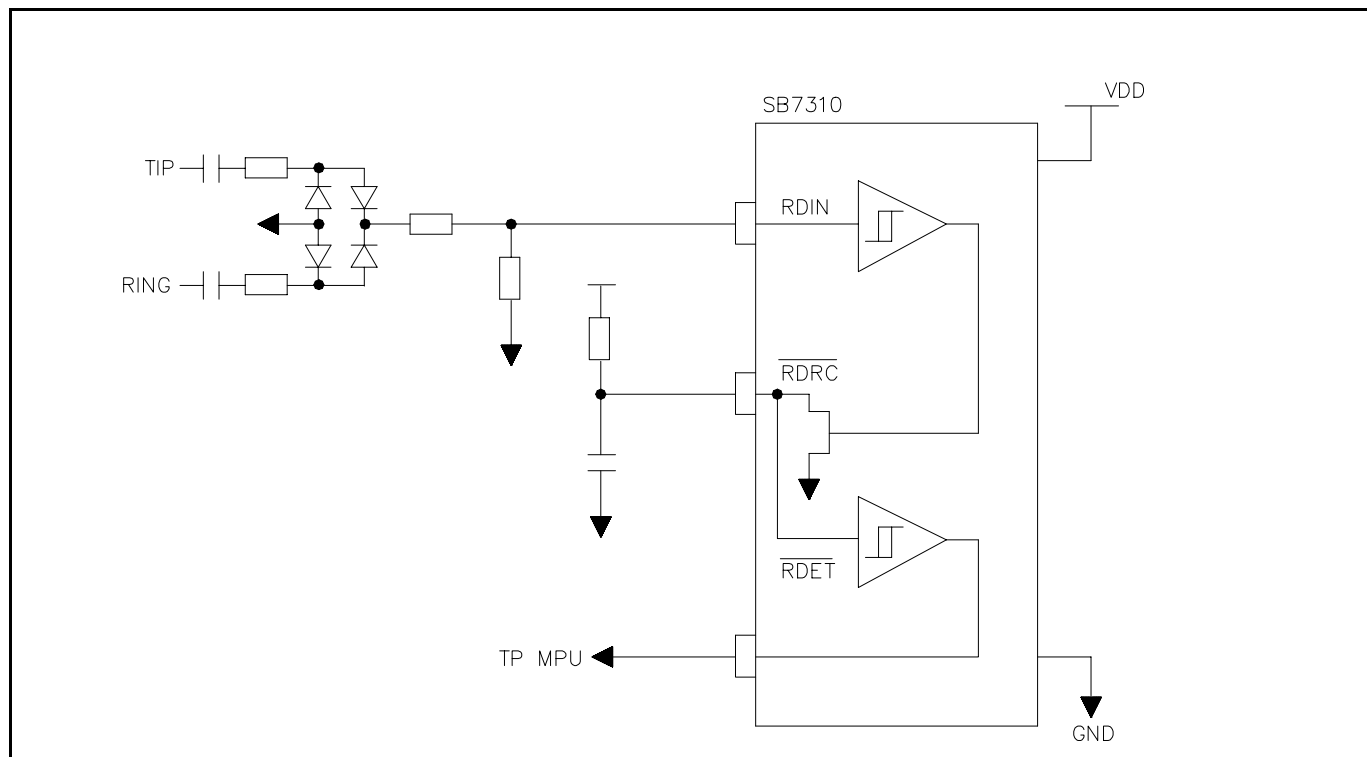 SB7310
VDD
TIP
RDIN
RING
RDRC
RDET
TP MPU
GND